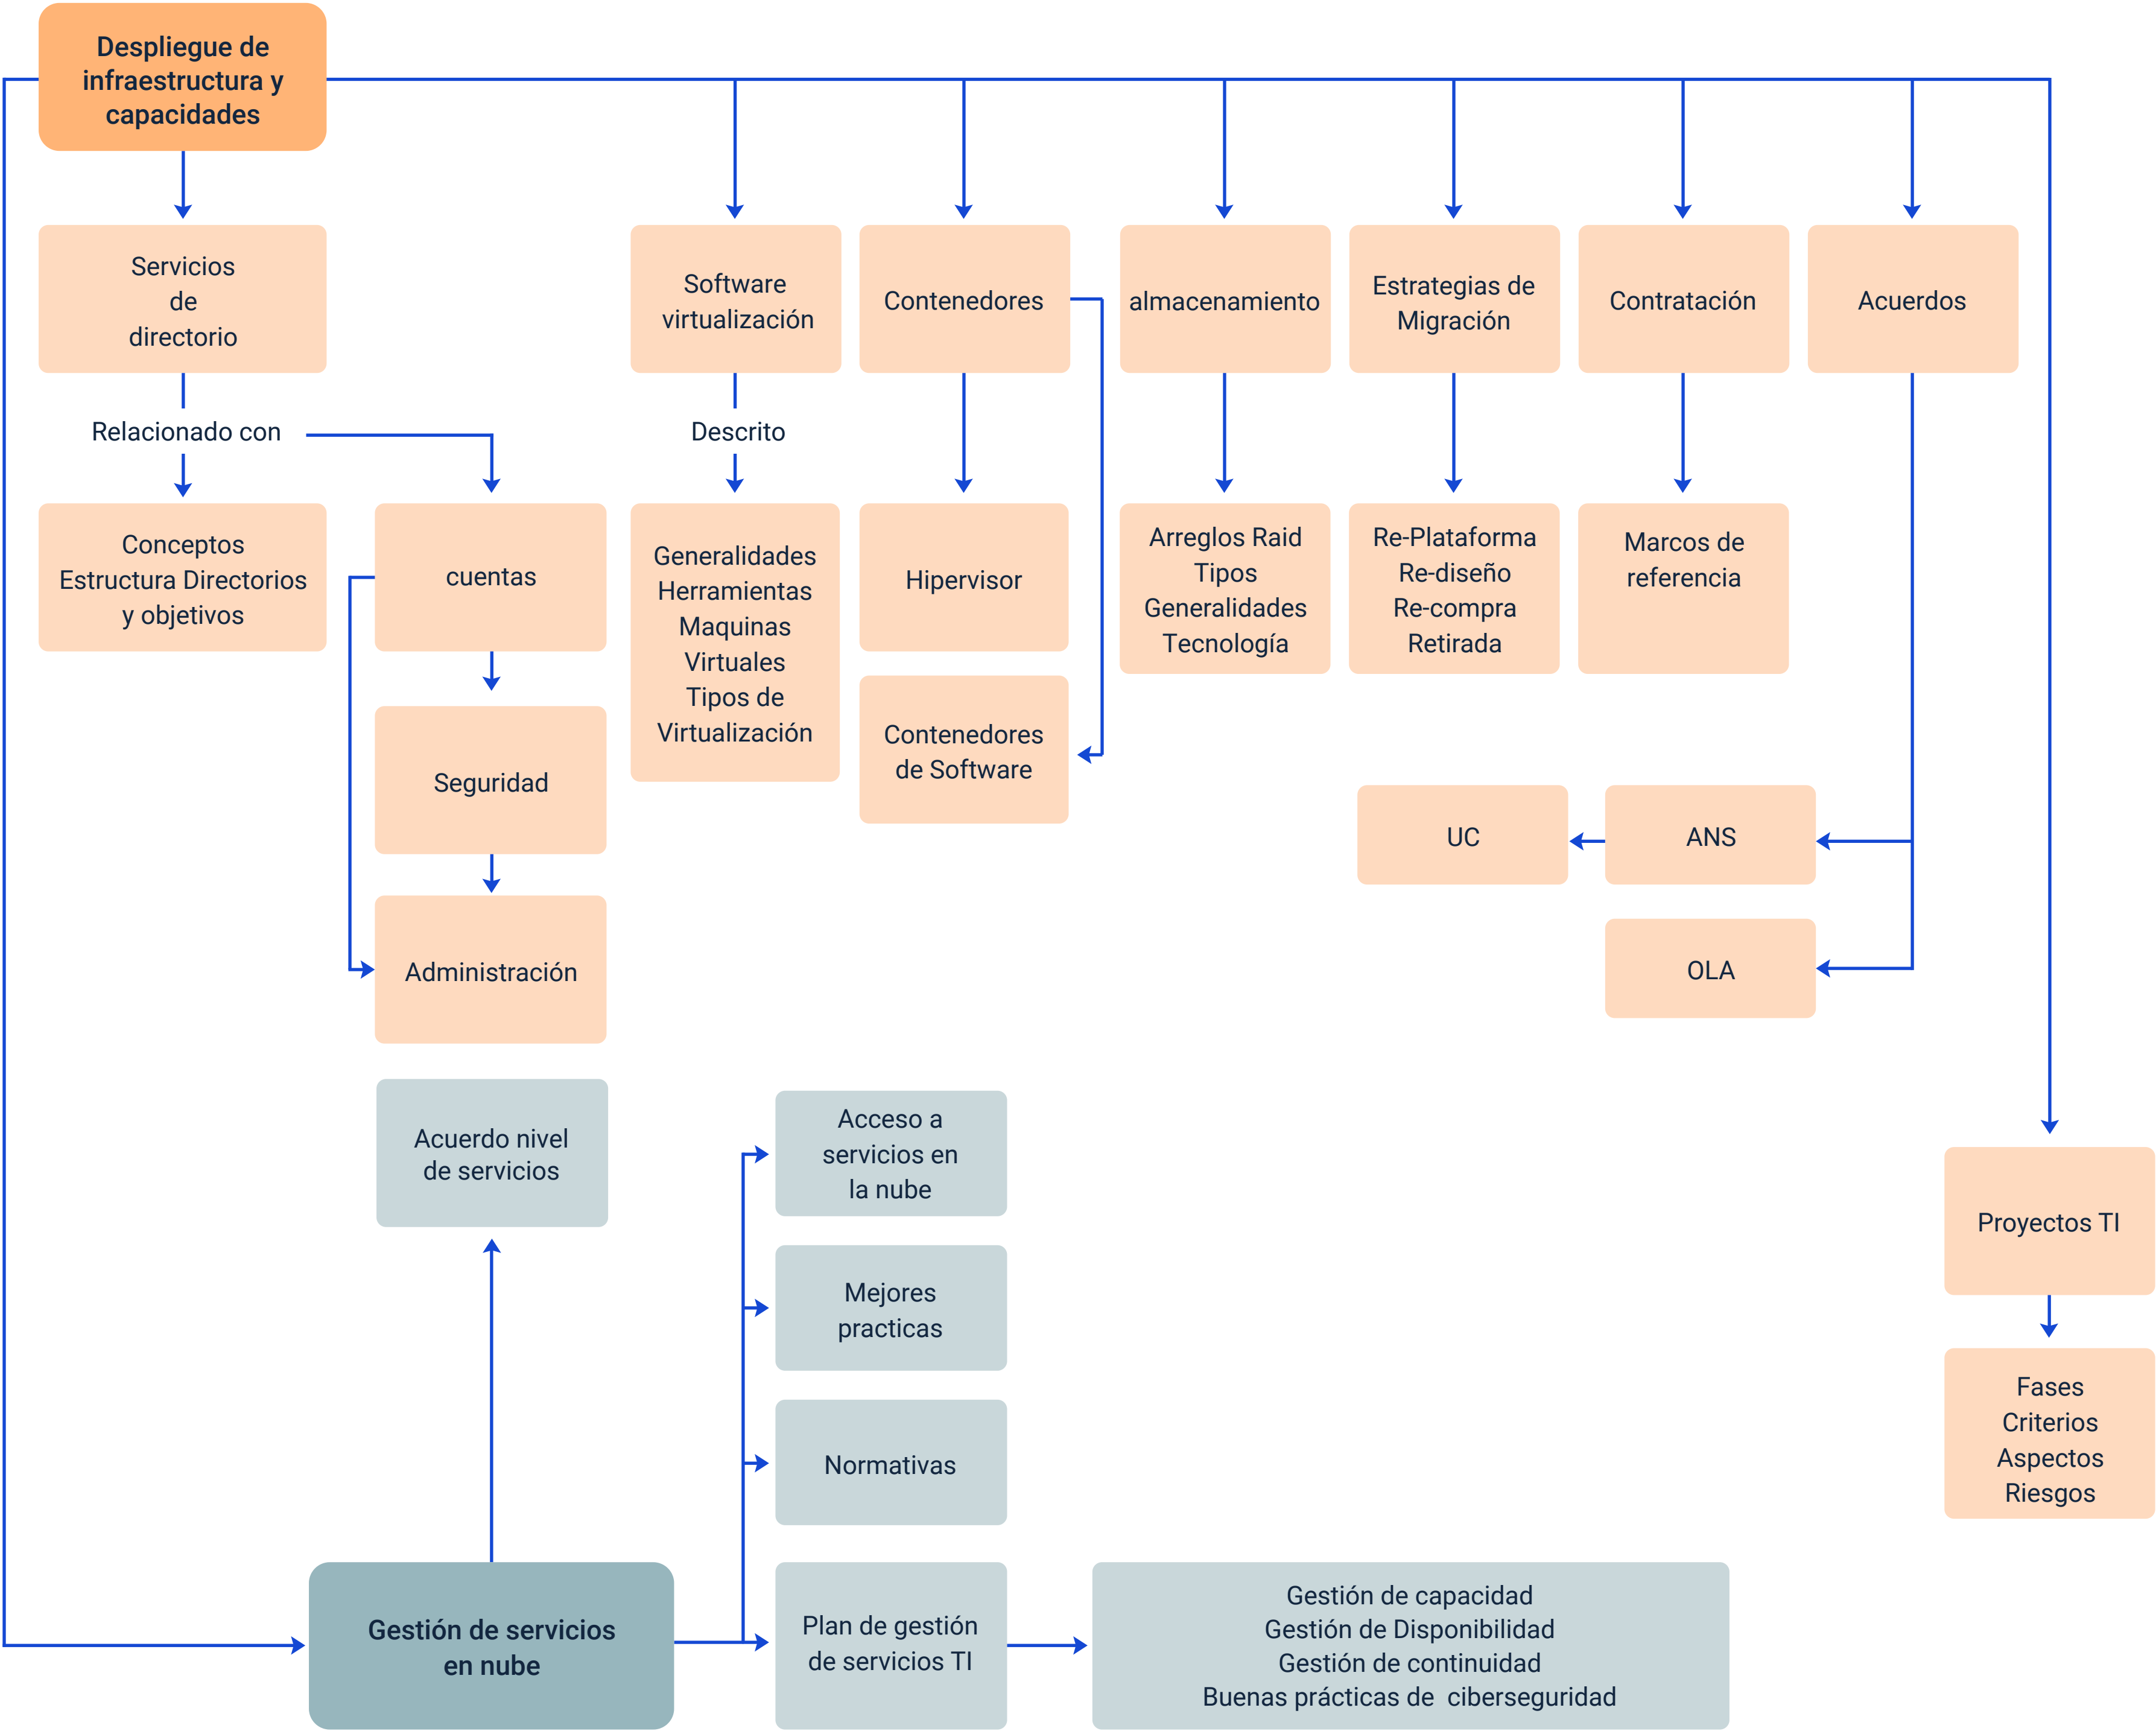 Despliegue de
infraestructura y
capacidades
Servicios
de
directorio
Software
virtualización
Contenedores
almacenamiento
Estrategias de
Migración
Contratación
Acuerdos
Relacionado con
Descrito
Conceptos
Estructura Directorios
y objetivos
cuentas
Generalidades
Herramientas
Maquinas
Virtuales
Tipos de
Virtualización
Hipervisor
Arreglos Raid
Tipos
Generalidades
Tecnología
Re-Plataforma
Re-diseño
Re-compra
Retirada
Marcos de
referencia
Seguridad
Contenedores
de Software
UC
ANS
Administración
OLA
Acuerdo nivel
de servicios
Acceso a
servicios en
la nube
Proyectos TI
Mejores
practicas
Fases
Criterios
Aspectos
Riesgos
Normativas
Gestión de servicios
en nube
Plan de gestión
de servicios TI
Gestión de capacidad
Gestión de Disponibilidad
Gestión de continuidad
Buenas prácticas de  ciberseguridad